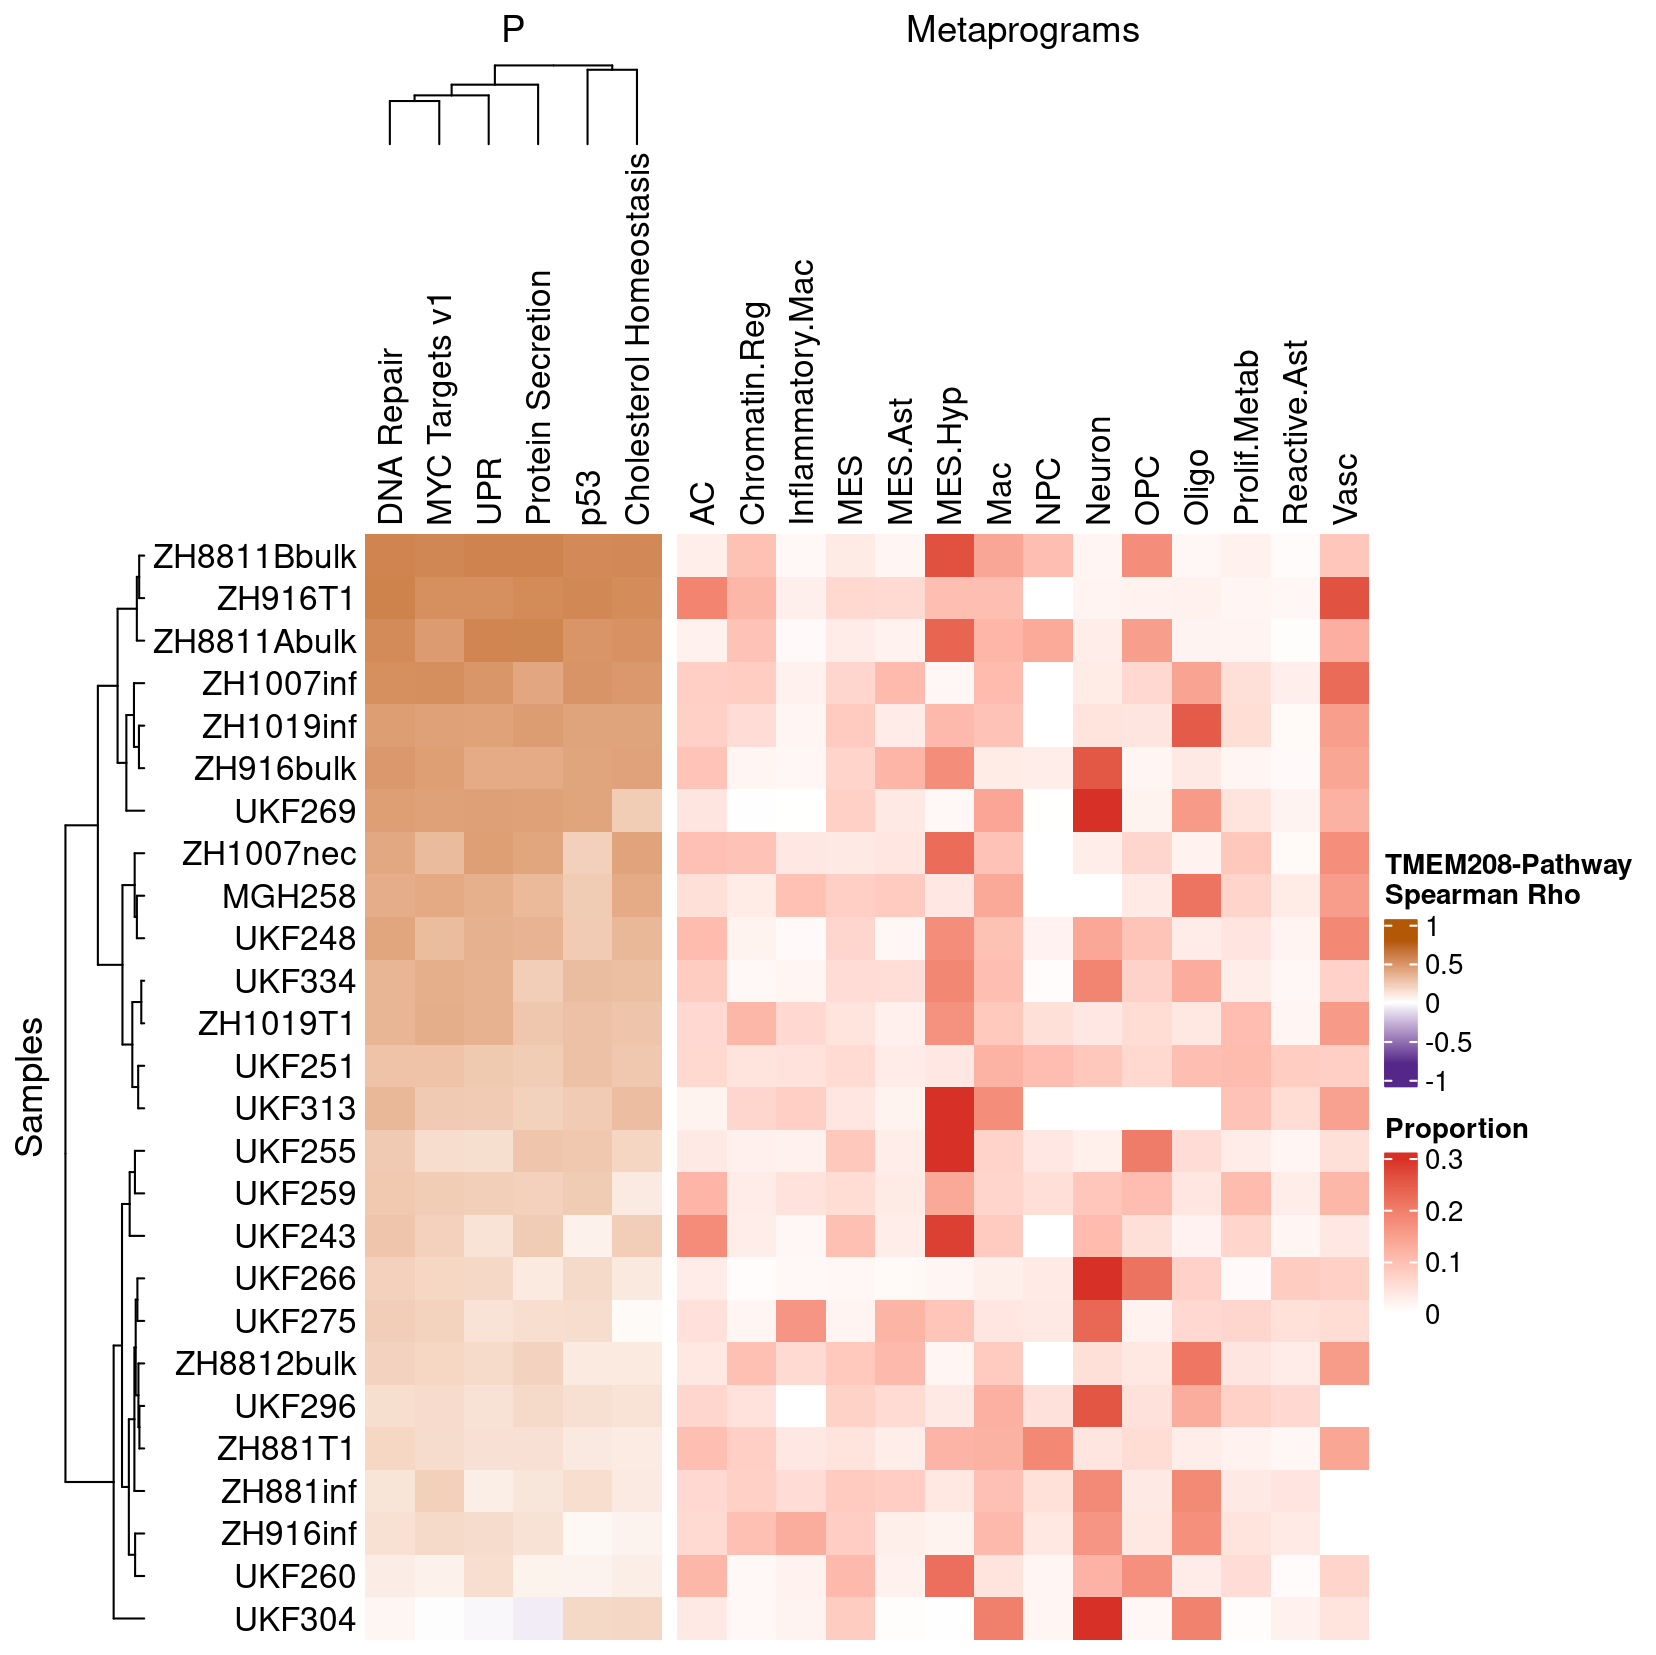 P
Metaprograms
DNA Repair
MYC Targets v1
UPR
Protein Secretion
p53
Cholesterol Homeostasis
AC
Chromatin.Reg
Inflammatory.Mac
MES
MES.Ast
MES.Hyp
Mac
NPC
Neuron
OPC
Oligo
Prolif.Metab
Reactive.Ast
Vasc
Samples
ZH8811Bbulk
ZH916T1
ZH8811Abulk
ZH1007inf
ZH1019inf
ZH916bulk
UKF269
ZH1007nec
MGH258
UKF248
UKF334
ZH1019T1
UKF251
UKF313
UKF255
UKF259
UKF243
UKF266
UKF275
ZH8812bulk
UKF296
ZH881T1
ZH881inf
ZH916inf
UKF260
UKF304
TMEM208-Pathway
Spearman Rho
1
0.5
0
-0.5
-1
Proportion
0.3
0.2
0.1
0